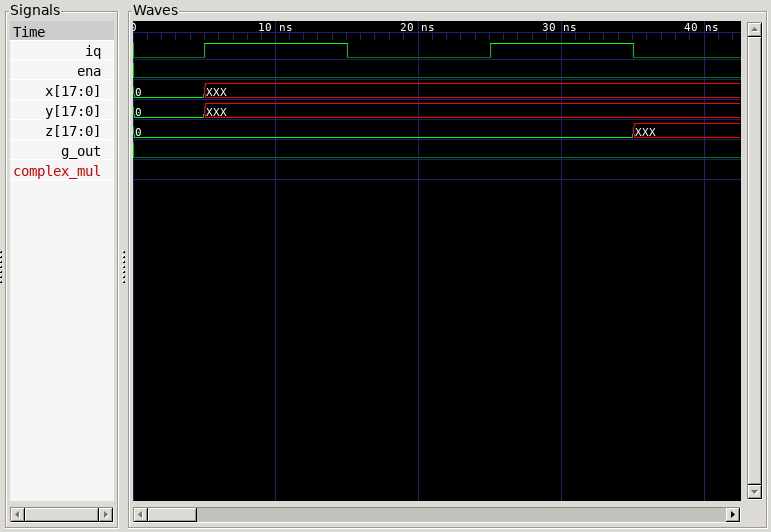 Signals
Waves
Time
0 10 ns 20 ns 30 ns 40 ns
iq
ena
x[17:0] 0 XXX
y[17:0] 0 XXX
z[17:0] 0 XXX
g_out
complex_mul